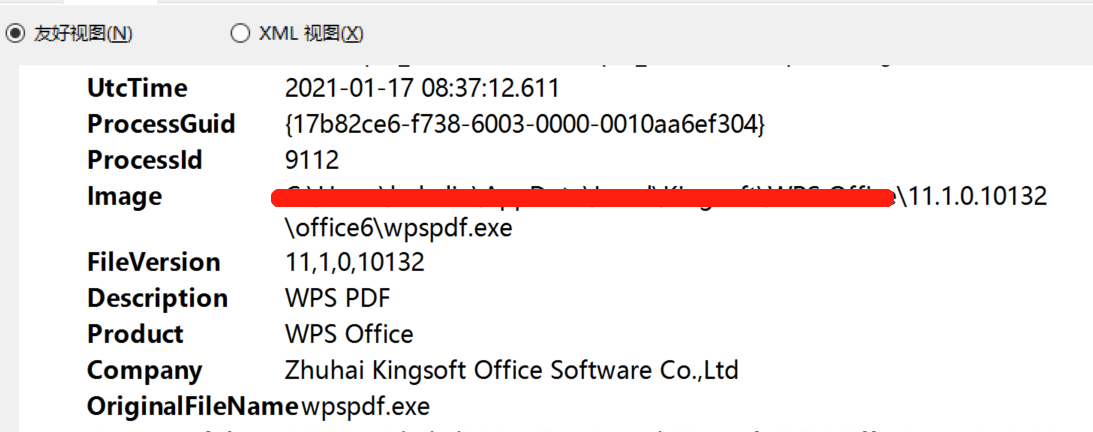 友好视图(N) XML 视图(X)
UtcTime 2021-01-17 08:37:12.611
ProcessGuid {17b82ce6-f738-6003-0000-0010aa6ef304}
ProcessId 9112
Image \11.1.0.10132
\office6\wpspdf.exe
FileVersion 11,1,0,10132
Description WPS PDF
Product WPS Office
Company Zhuhai Kingsoft Office Software Co.,Ltd
OriginalFileName wpspdf.exe